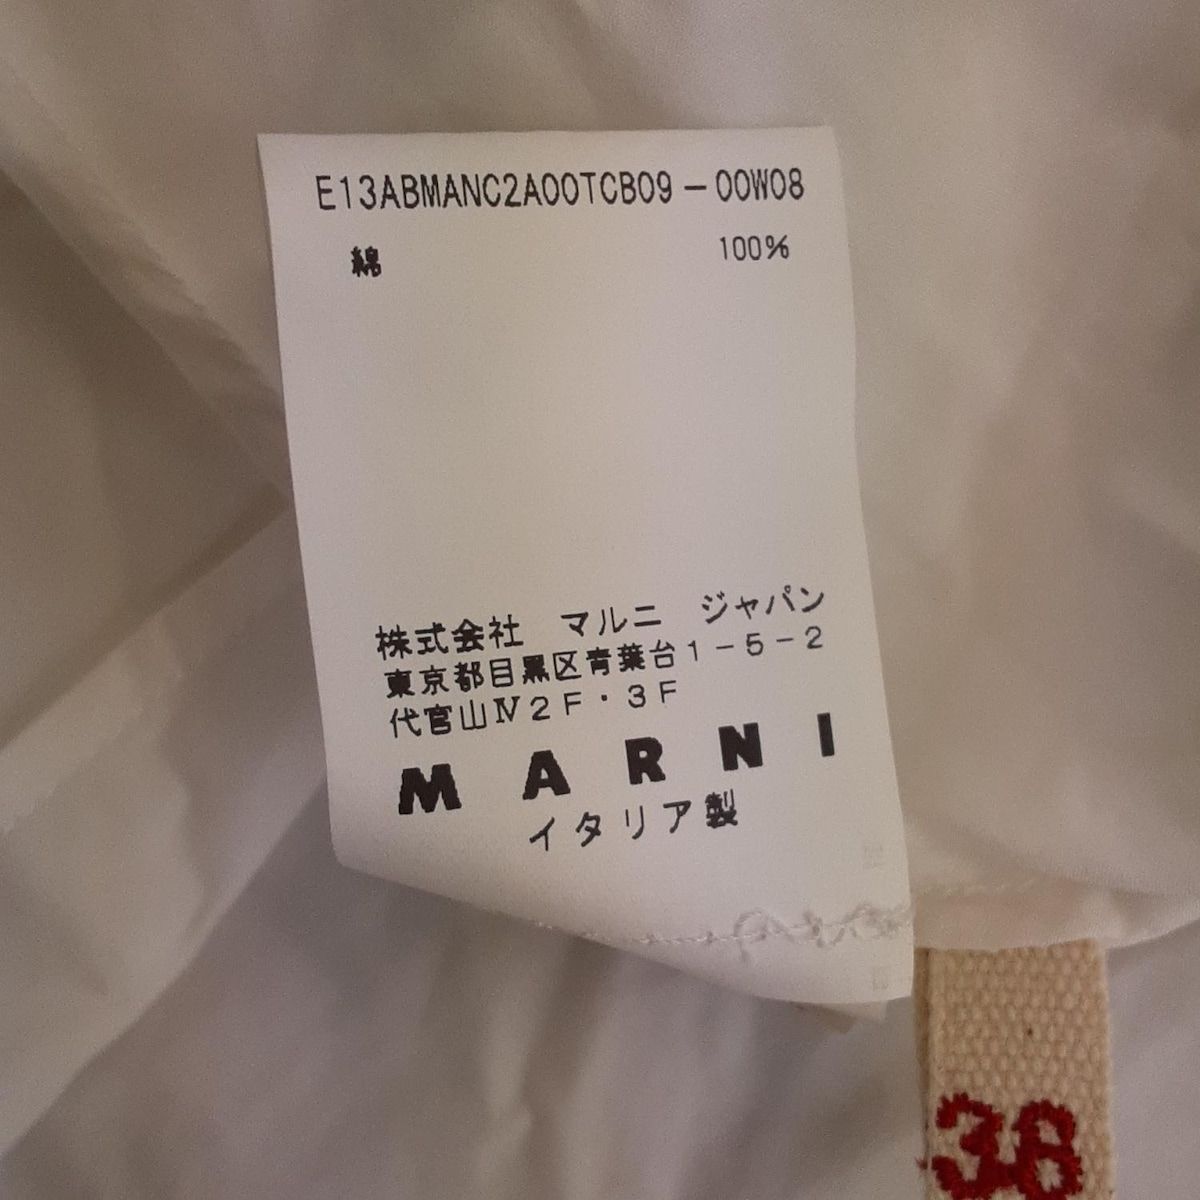 E13ABMANC2A00TCB09-00W08
綿 100%
株式会社 マルニ ジャパン
東京都目黒区青葉台1-5-2
代官山Ⅳ2F・3F
MARNI
イタリア製
38